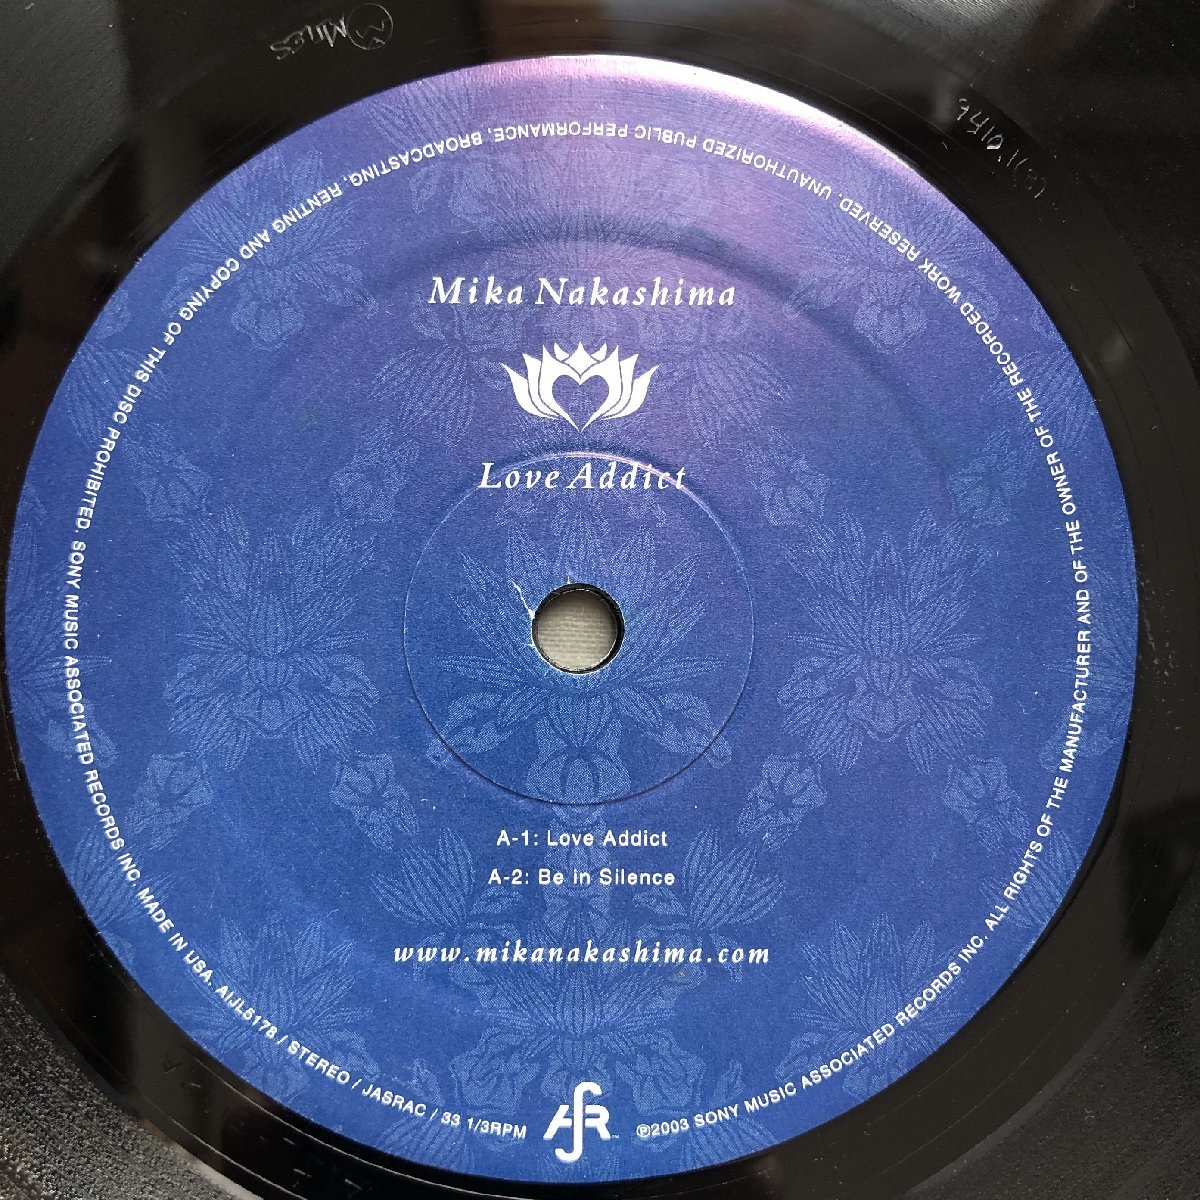 Mika Nakashima
Love Addict
A-1: Love Addict
A-2: Be in Silence
www.mikanakashima.com
℗2003 SONY MUSIC ASSOCIATED RECORDS INC. ALL RIGHTS OF THE MANUFACTURER AND OF THE OWNER OF THE RECORDED WORK RESERVED. UNAUTHORIZED PUBLIC PERFORMANCE, BROADCASTING, RENTING AND COPYING OF THIS DISC PROHIBITED. SONY MUSIC ASSOCIATED RECORDS INC. MADE IN USA. AIJL5178 / STEREO / JASRAC / 33 1/3RPM
MILES